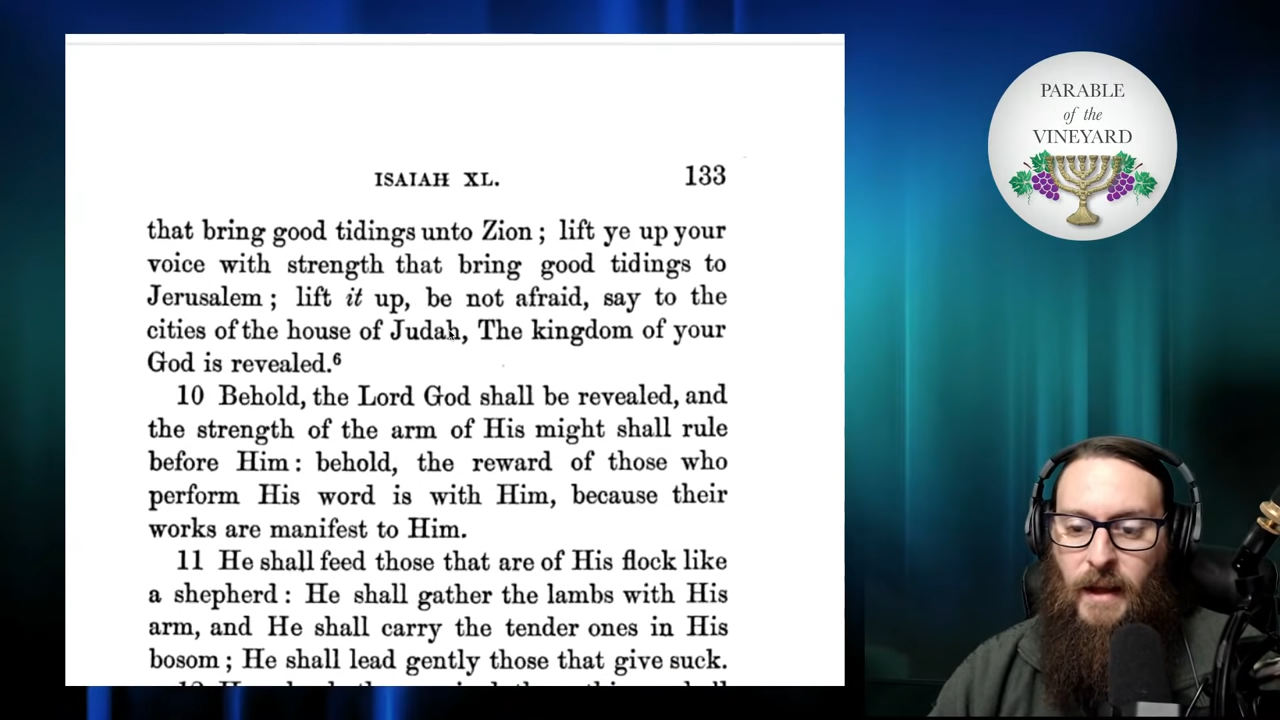 ISAIAH XL. 133
that bring good tidings unto Zion ; lift ye up your
voice with strength that bring good tidings to
Jerusalem ; lift it up, be not afraid, say to the
cities of the house of Judah, The kingdom of your
God is revealed.⁶
10 Behold, the Lord God shall be revealed, and
the strength of the arm of His might shall rule
before Him : behold, the reward of those who
perform His word is with Him, because their
works are manifest to Him.
11 He shall feed those that are of His flock like
a shepherd : He shall gather the lambs with His
arm, and He shall carry the tender ones in His
bosom ; He shall lead gently those that give suck.
PARABLE
of the
VINEYARD